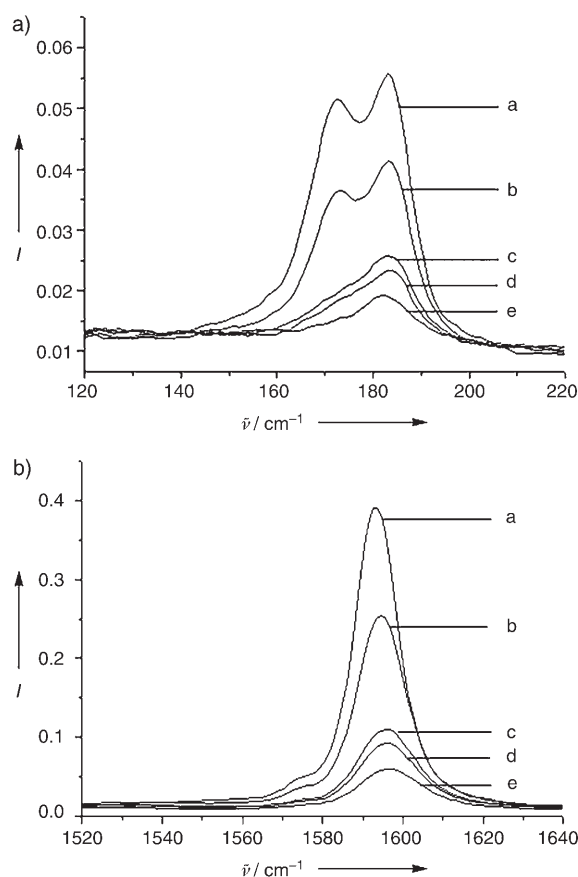 a)
0.06
0.05
0.04
0.03
0.02
0.01
I
a
b
c
d
e
120 140 160 180 200 220
ν̃ / cm⁻¹
b)
0.4
0.3
0.2
0.1
0.0
I
a
b
c
d
e
1520 1540 1560 1580 1600 1620 1640
ν̃ / cm⁻¹